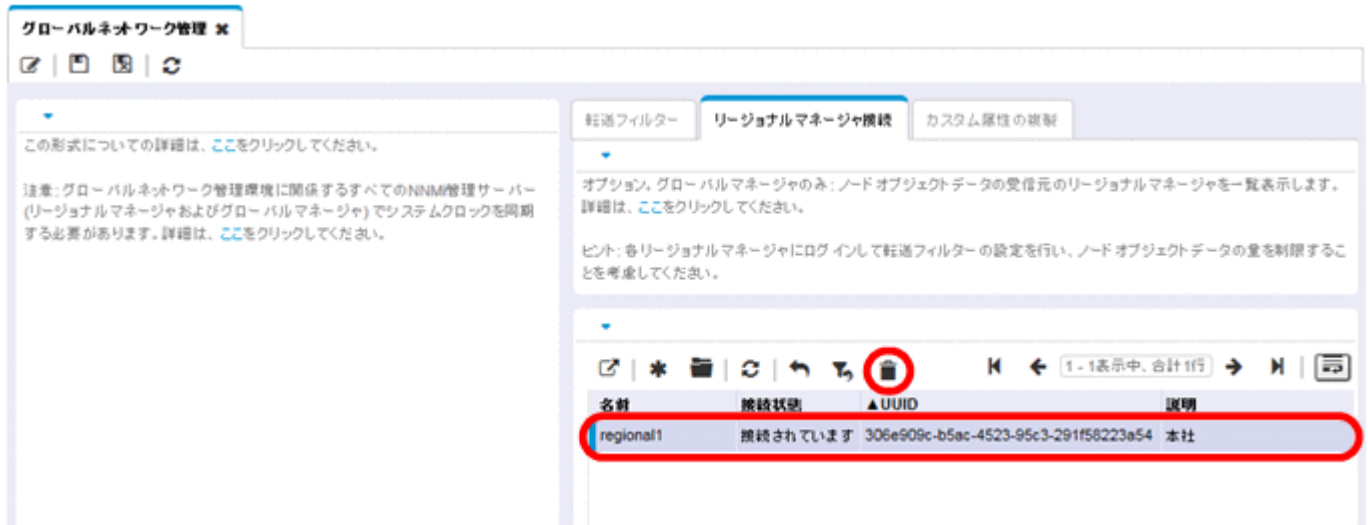 グローバルネットワーク管理 ✖
この形式についての詳細は、ここをクリックしてください。
注意:グローバルネットワーク管理環境に関係するすべてのNNMi管理サーバー
(リージョナルマネージャおよびグローバルマネージャ)でシステムクロックを同期
する必要があります。詳細は、ここをクリックしてください。
転送フィルター リージョナルマネージャ接続 カスタム属性の複製
オプション。グローバルマネージャのみ:ノードオブジェクトデータの受信元のリージョナルマネージャを一覧表示します。
詳細は、ここをクリックしてください。
ヒント:各リージョナルマネージャにログインして転送フィルターの設定を行い、ノードオブジェクトデータの量を制限するこ
とを考慮してください。
1 - 1表示中、合計1行
名前 接続状態 ▲UUID 説明
regional1 接続されています 306e909c-b5ac-4523-95c3-291f58223a54 本社